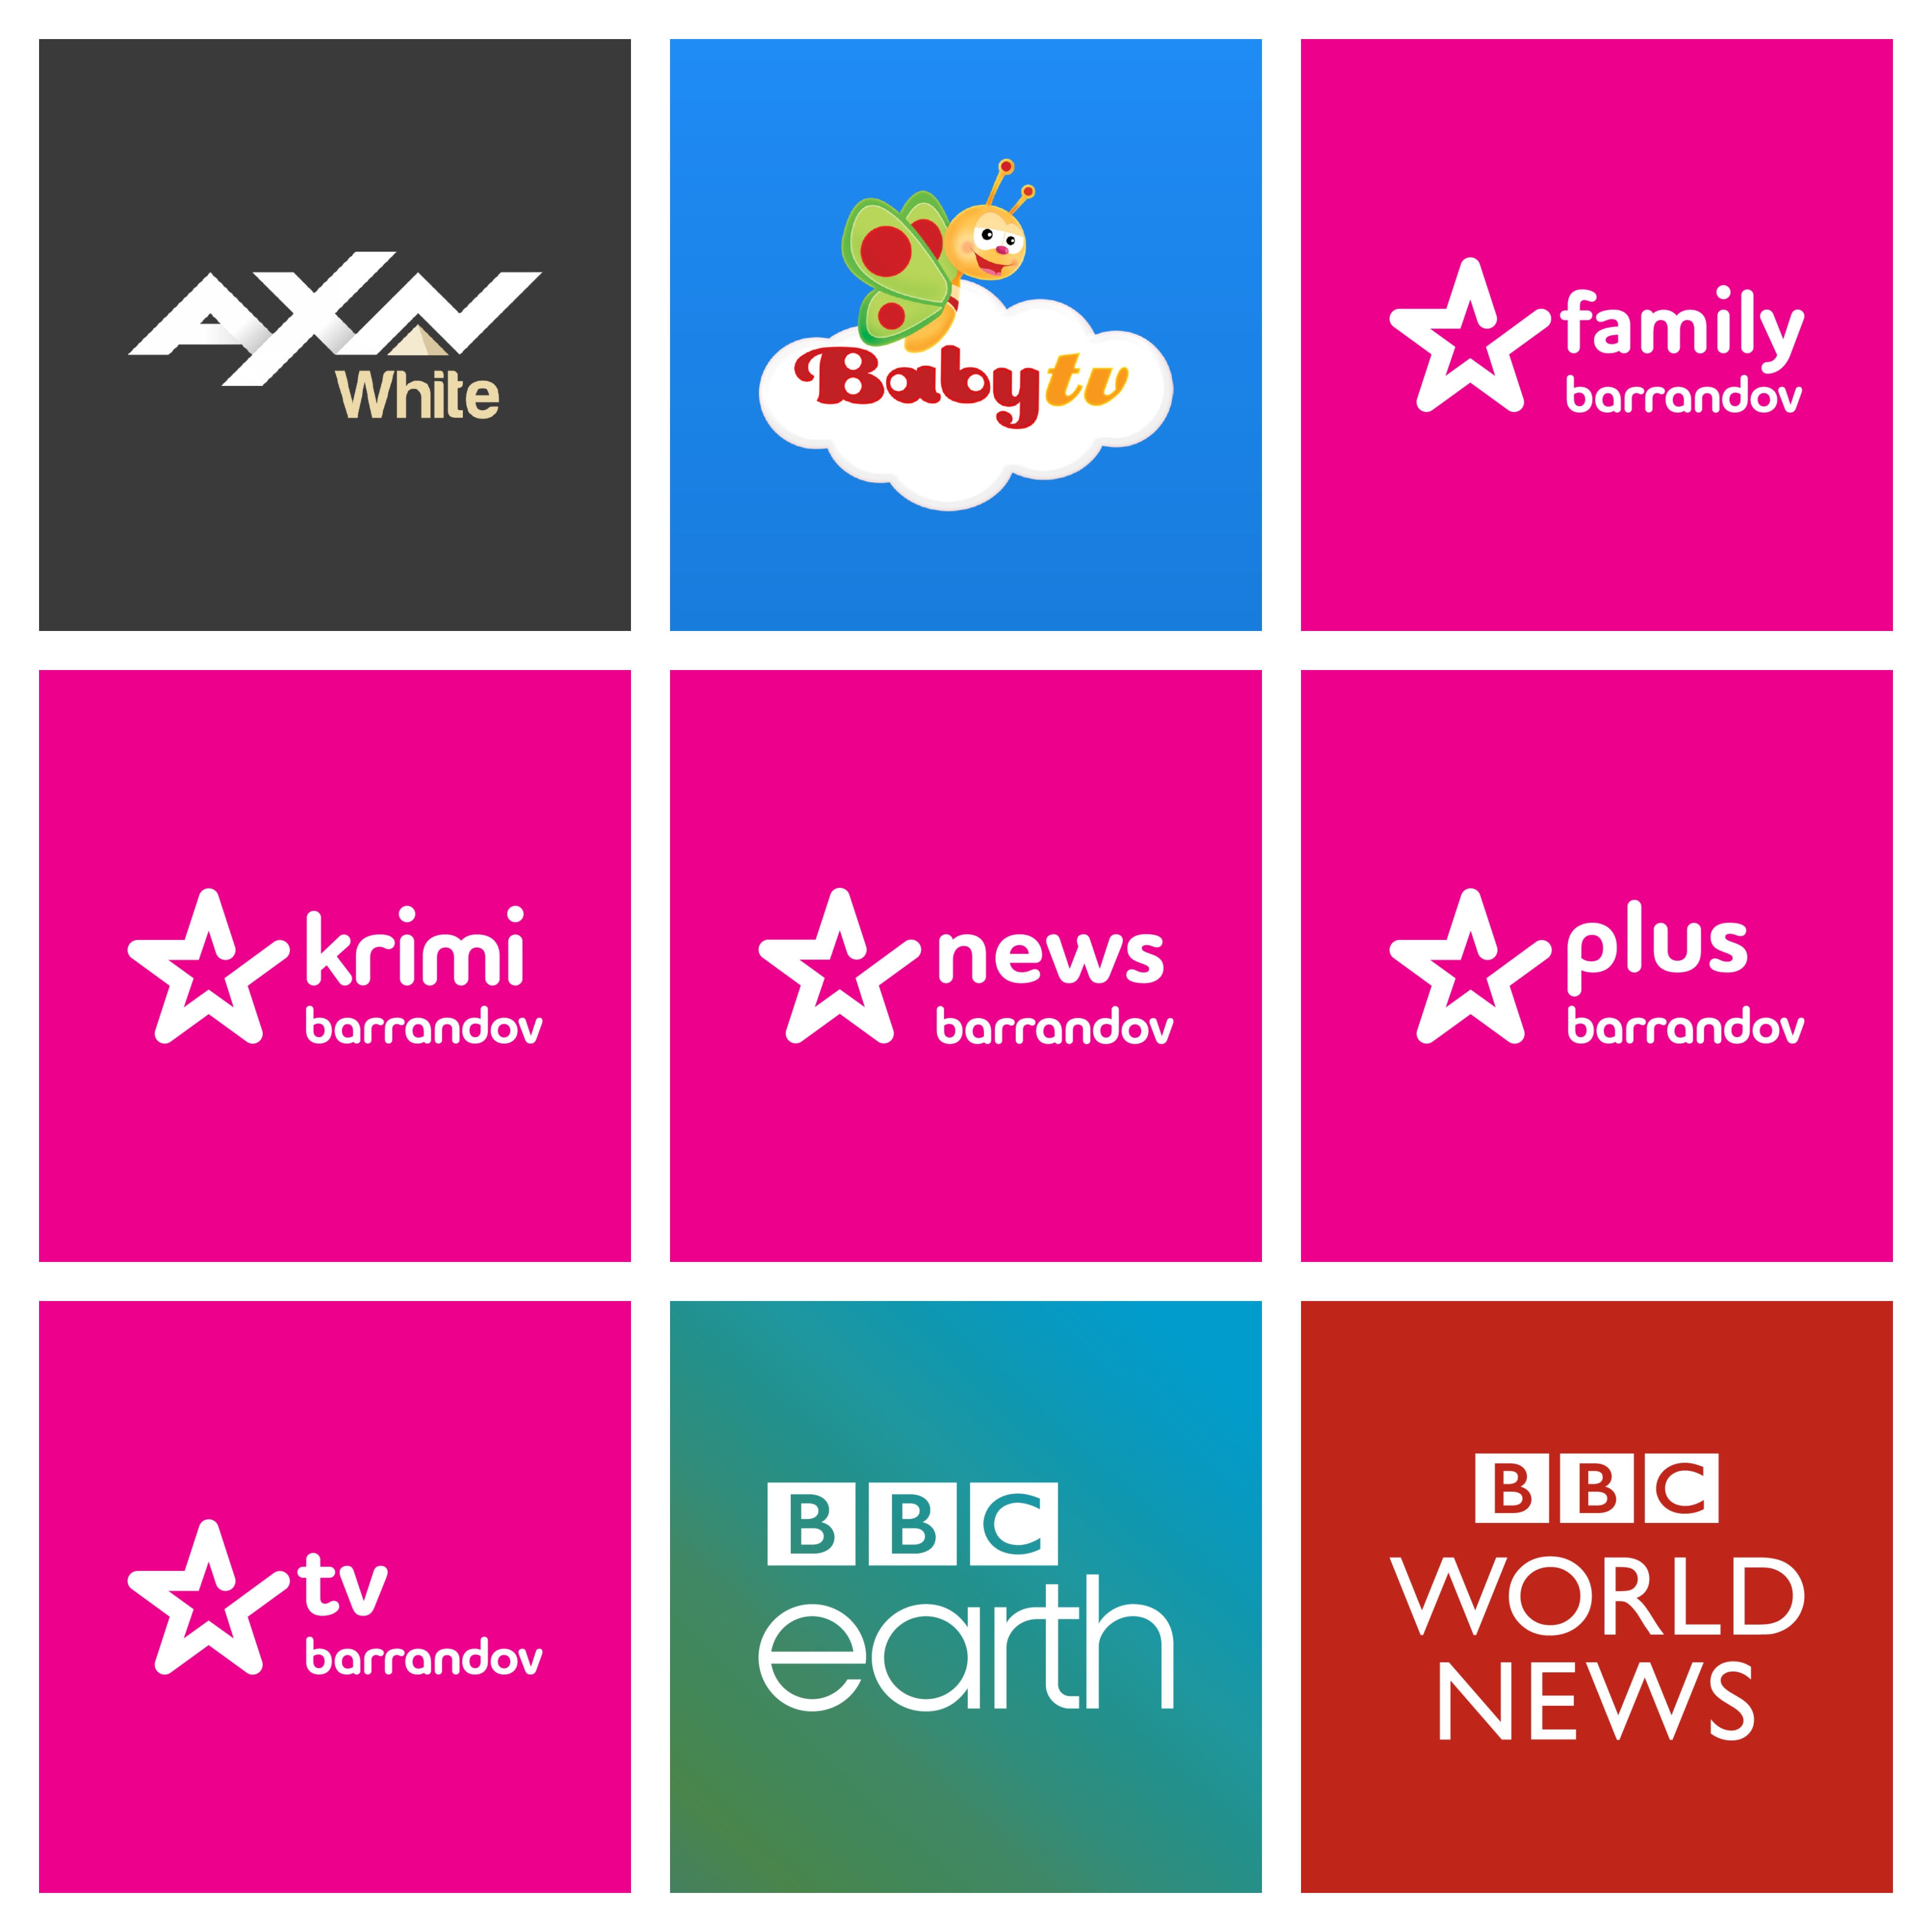 AXN
White
Babytv
family
barrandov
krimi
barrandov
news
barrandov
plus
barrandov
tv
barrandov
BBC
earth
BBC
WORLD
NEWS